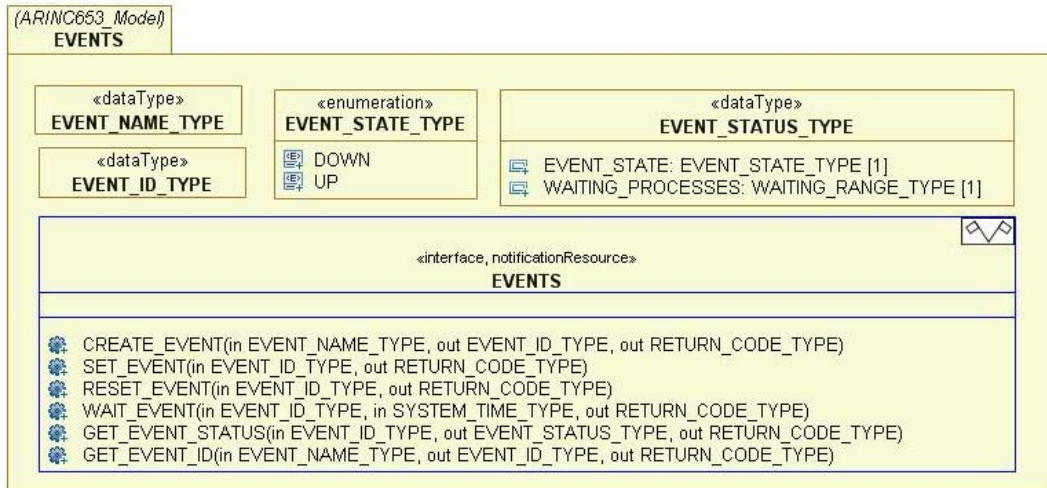 (ARINC653_Model)
EVENTS
«dataType»
EVENT_NAME_TYPE
«dataType»
EVENT_ID_TYPE
«enumeration»
EVENT_STATE_TYPE
DOWN
UP
«dataType»
EVENT_STATUS_TYPE
EVENT_STATE: EVENT_STATE_TYPE [1]
WAITING_PROCESSES: WAITING_RANGE_TYPE [1]
«interface, notificationResource»
EVENTS
CREATE_EVENT(in EVENT_NAME_TYPE, out EVENT_ID_TYPE, out RETURN_CODE_TYPE)
SET_EVENT(in EVENT_ID_TYPE, out RETURN_CODE_TYPE)
RESET_EVENT(in EVENT_ID_TYPE, out RETURN_CODE_TYPE)
WAIT_EVENT(in EVENT_ID_TYPE, in SYSTEM_TIME_TYPE, out RETURN_CODE_TYPE)
GET_EVENT_STATUS(in EVENT_ID_TYPE, out EVENT_STATUS_TYPE, out RETURN_CODE_TYPE)
GET_EVENT_ID(in EVENT_NAME_TYPE, out EVENT_ID_TYPE, out RETURN_CODE_TYPE)